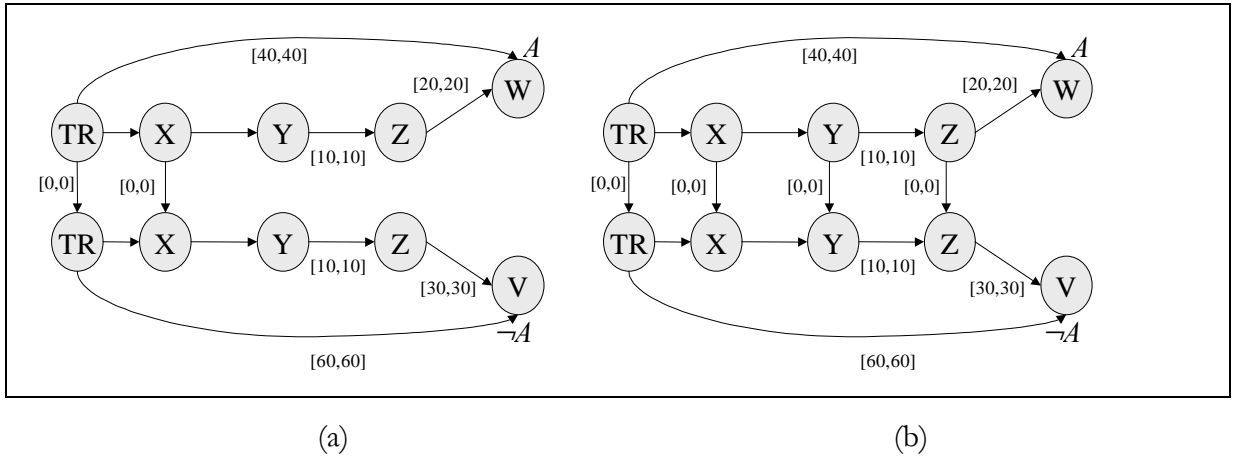 A A
[40,40] [40,40]
[20,20] W [20,20] W
TR X Y Z TR X Y Z
[10,10] [10,10]
[0,0] [0,0] [0,0] [0,0] [0,0] [0,0]
TR X Y Z TR X Y Z
[10,10] [10,10]
[30,30] V [30,30] V
¬A ¬A
[60,60] [60,60]
(a) (b)